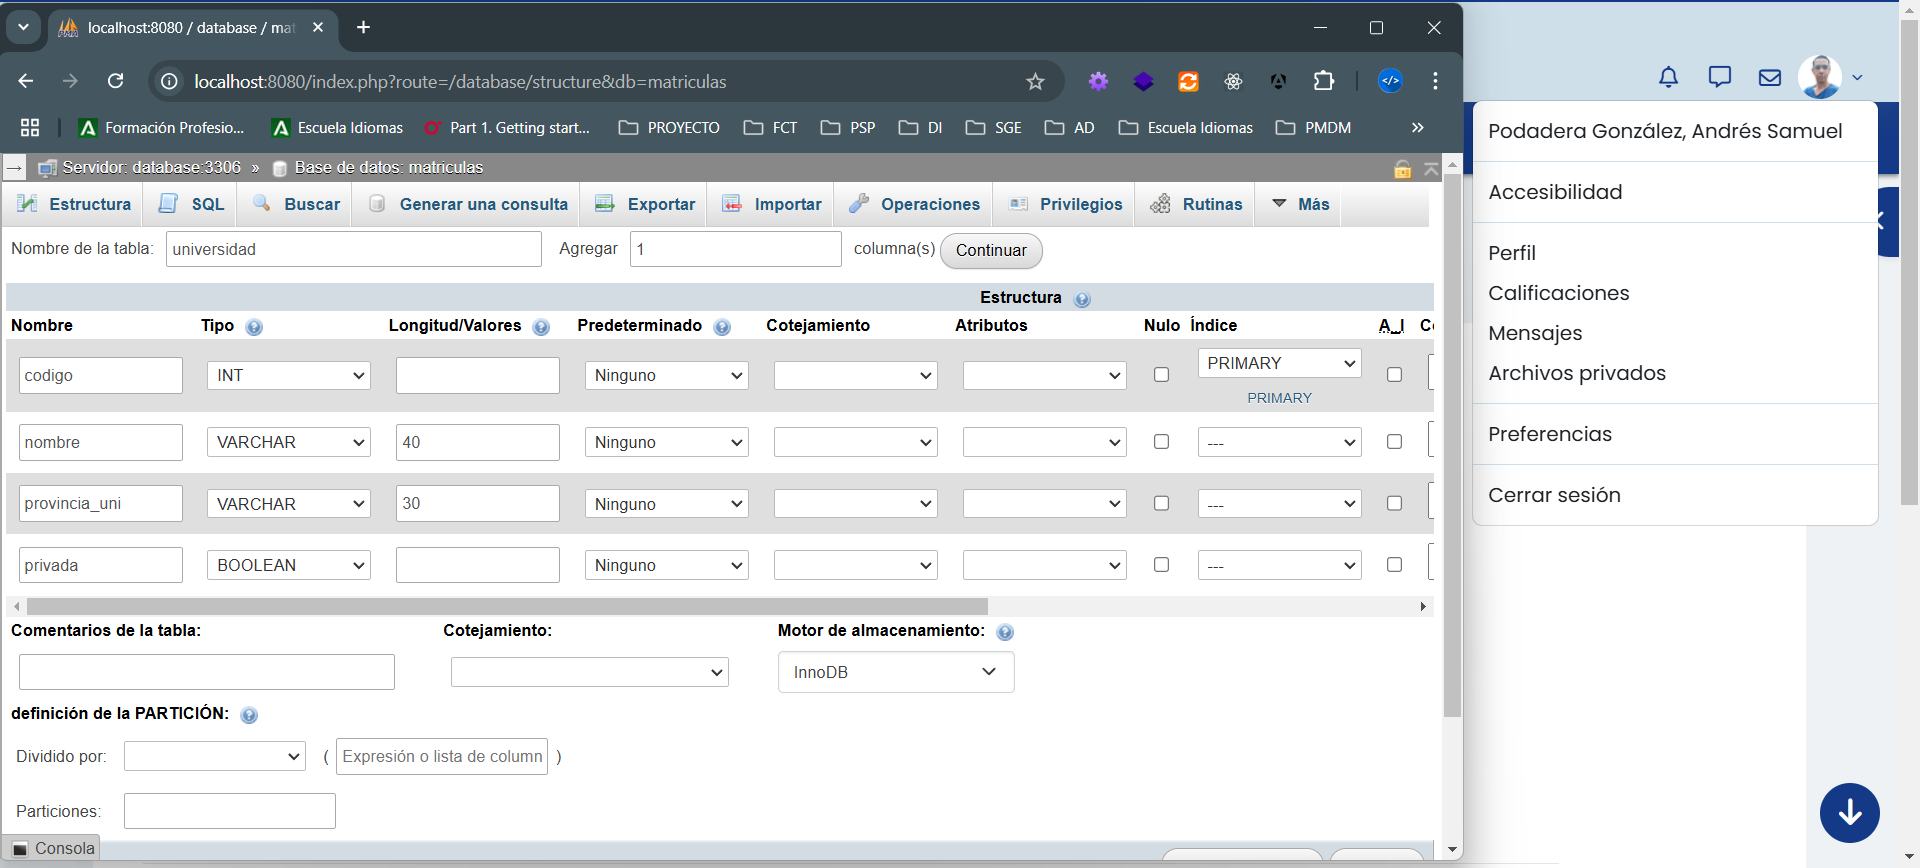 localhost:8080 / database / mat
localhost:8080/index.php?route=/database/structure&db=matriculas
Formación Profesio...
Escuela Idiomas
Part 1. Getting start...
PROYECTO
FCT
PSP
DI
SGE
AD
Escuela Idiomas
PMDM
»
Servidor: database:3306 » Base de datos: matriculas
Estructura
SQL
Buscar
Generar una consulta
Exportar
Importar
Operaciones
Privilegios
Rutinas
Más
Nombre de la tabla: universidad Agregar 1 columna(s) Continuar
Estructura
Nombre Tipo Longitud/Valores Predeterminado Cotejamiento Atributos Nulo Índice A_I
codigo INT Ninguno PRIMARY
PRIMARY
nombre VARCHAR 40 Ninguno ---
provincia_uni VARCHAR 30 Ninguno ---
privada BOOLEAN Ninguno ---
Comentarios de la tabla: Cotejamiento: Motor de almacenamiento:
InnoDB
definición de la PARTICIÓN:
Dividido por: ( Expresión o lista de column )
Particiones:
Consola
Podadera González, Andrés Samuel
Accesibilidad
Perfil
Calificaciones
Mensajes
Archivos privados
Preferencias
Cerrar sesión